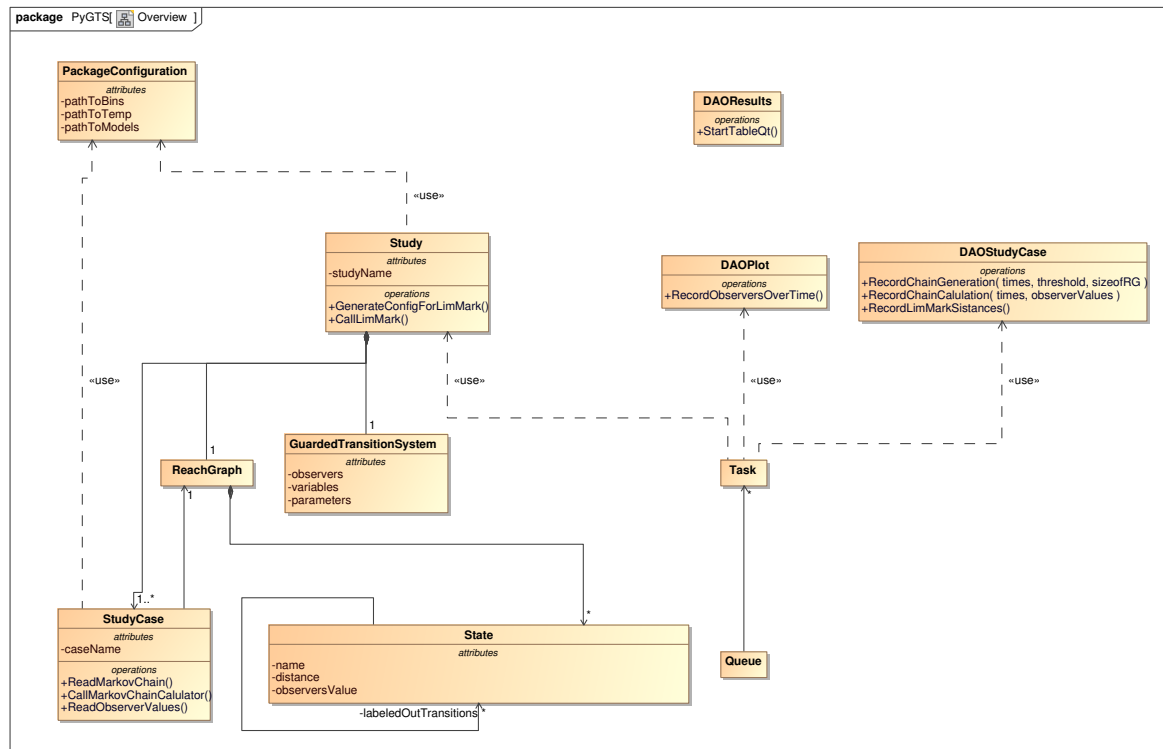 package PyGTS[ Overview ]
PackageConfiguration
attributes
-pathToBins
-pathToTemp
-pathToModels
DAOResults
operations
+StartTableQt()
«use»
Study
attributes
-studyName
operations
+GenerateConfigForLimMark()
+CallLimMark()
DAOPlot
operations
+RecordObserversOverTime()
DAOStudyCase
operations
+RecordChainGeneration( times, threshold, sizeofRG )
+RecordChainCalulation( times, observerValues )
+RecordLimMarkSistances()
«use»
«use»
«use»
«use»
1
1
GuardedTransitionSystem
attributes
-observers
-variables
-parameters
ReachGraph
1
Task
*
1..*
StudyCase
attributes
-caseName
operations
+ReadMarkovChain()
+CallMarkovChainCalulator()
+ReadObserverValues()
*
State
attributes
-name
-distance
-observersValue
-labeledOutTransitions *
Queue